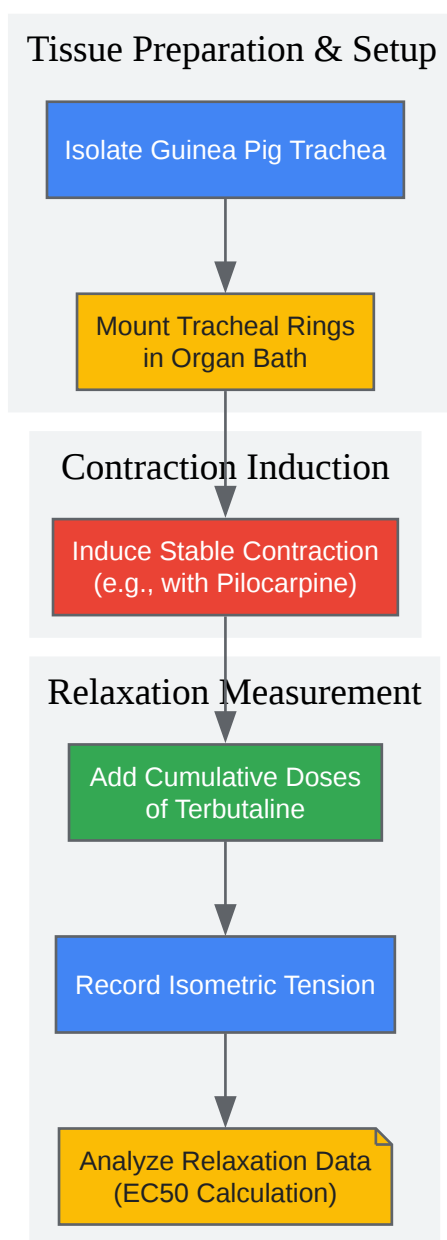 Tissue Preparation & Setup
Isolate Guinea Pig Trachea
Mount Tracheal Rings
in Organ Bath
Contraction Induction
Induce Stable Contraction
(e.g., with Pilocarpine)
Relaxation Measurement
Add Cumulative Doses
of Terbutaline
Record Isometric Tension
Analyze Relaxation Data
(EC50 Calculation)